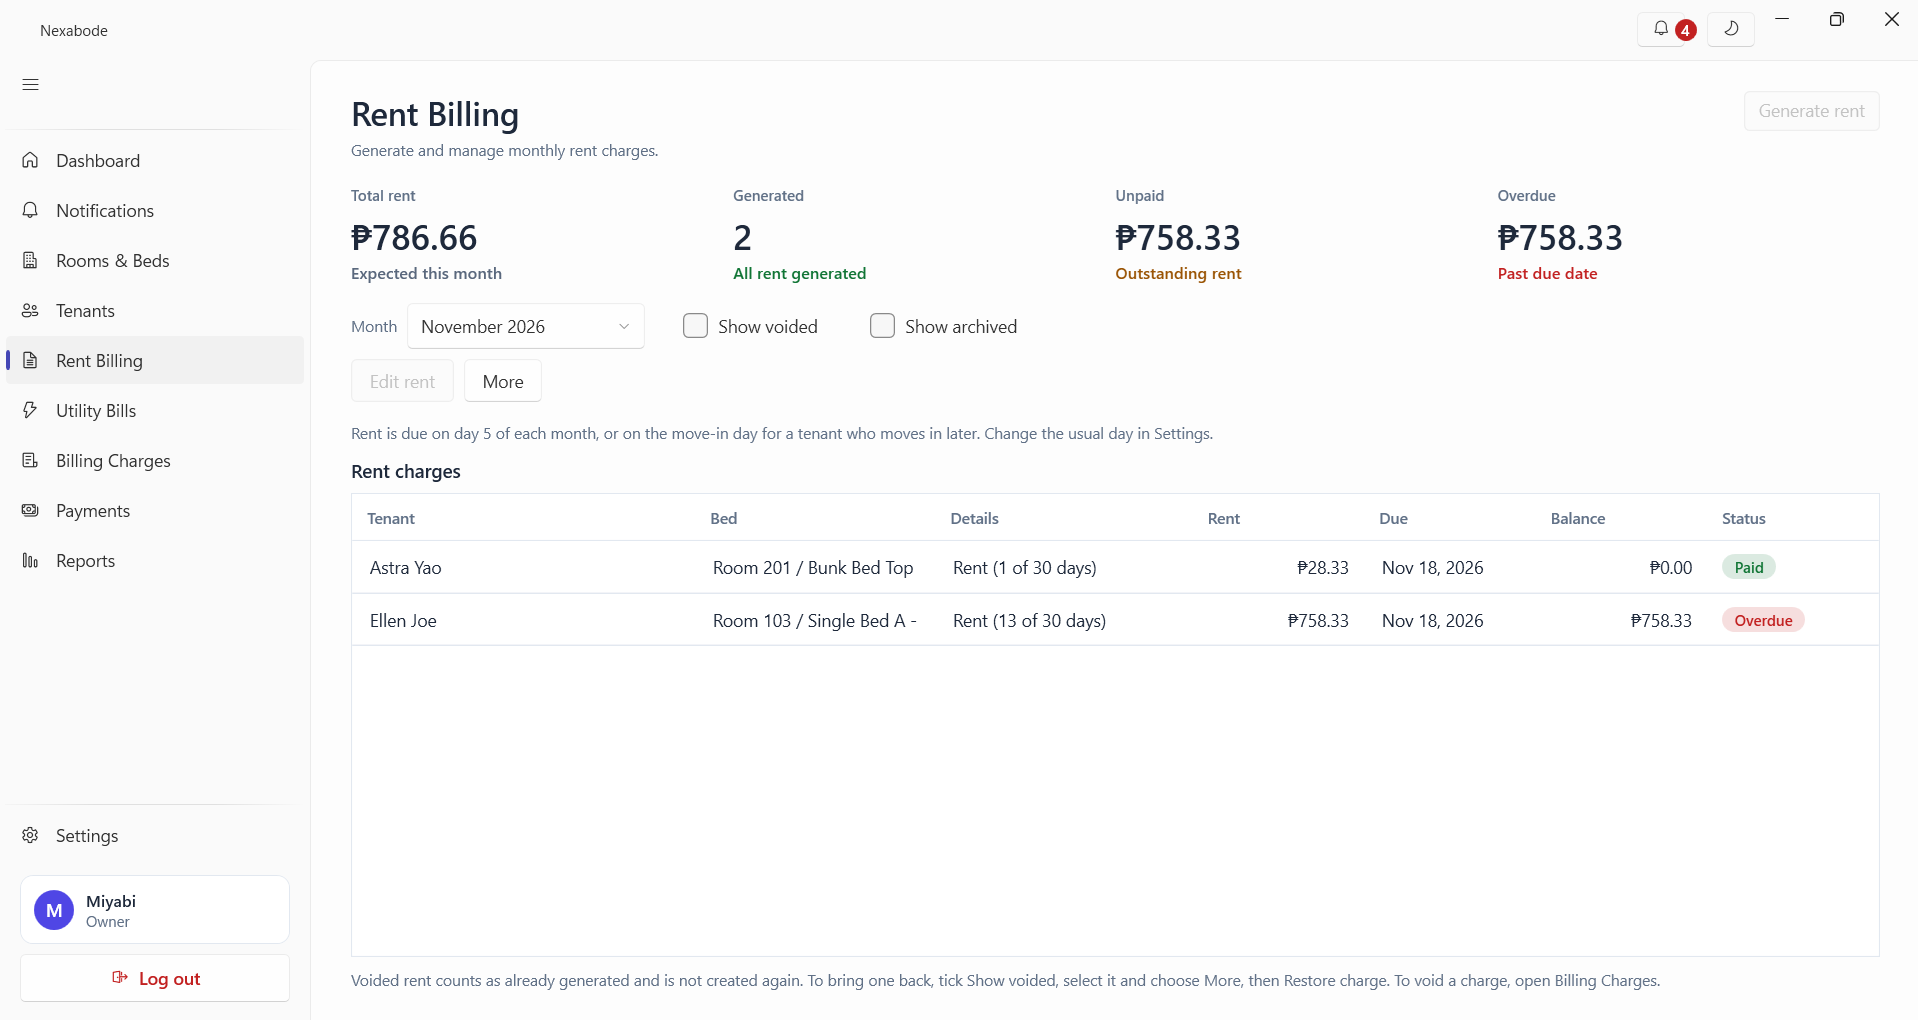 Nexabode
4
Dashboard
Notifications
Rooms & Beds
Tenants
Rent Billing
Utility Bills
Billing Charges
Payments
Reports
Settings
M
Miyabi
Owner
Log out
Rent Billing
Generate rent
Generate and manage monthly rent charges.
Total rent Generated Unpaid Overdue
₱786.66 2 ₱758.33 ₱758.33
Expected this month All rent generated Outstanding rent Past due date
Month November 2026 Show voided Show archived
Edit rent More
Rent is due on day 5 of each month, or on the move-in day for a tenant who moves in later. Change the usual day in Settings.
Rent charges
Tenant Bed Details Rent Due Balance Status
Astra Yao Room 201 / Bunk Bed Top Rent (1 of 30 days) ₱28.33 Nov 18, 2026 ₱0.00 Paid
Ellen Joe Room 103 / Single Bed A - Rent (13 of 30 days) ₱758.33 Nov 18, 2026 ₱758.33 Overdue
Voided rent counts as already generated and is not created again. To bring one back, tick Show voided, select it and choose More, then Restore charge. To void a charge, open Billing Charges.